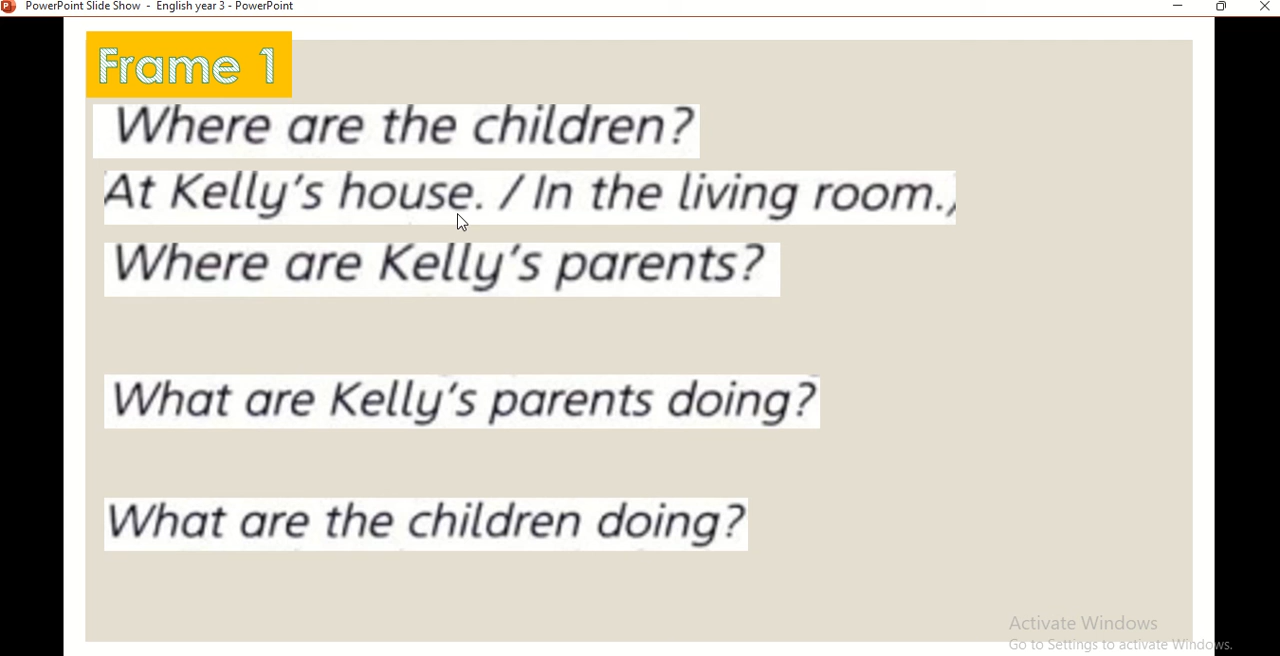 PowerPoint Slide Show - English year 3 - PowerPoint
Frame 1
Where are the children?
At Kelly's house. / In the living room.
Where are Kelly's parents?
What are Kelly's parents doing?
What are the children doing?
Activate Windows
Go to Settings to activate Windows.